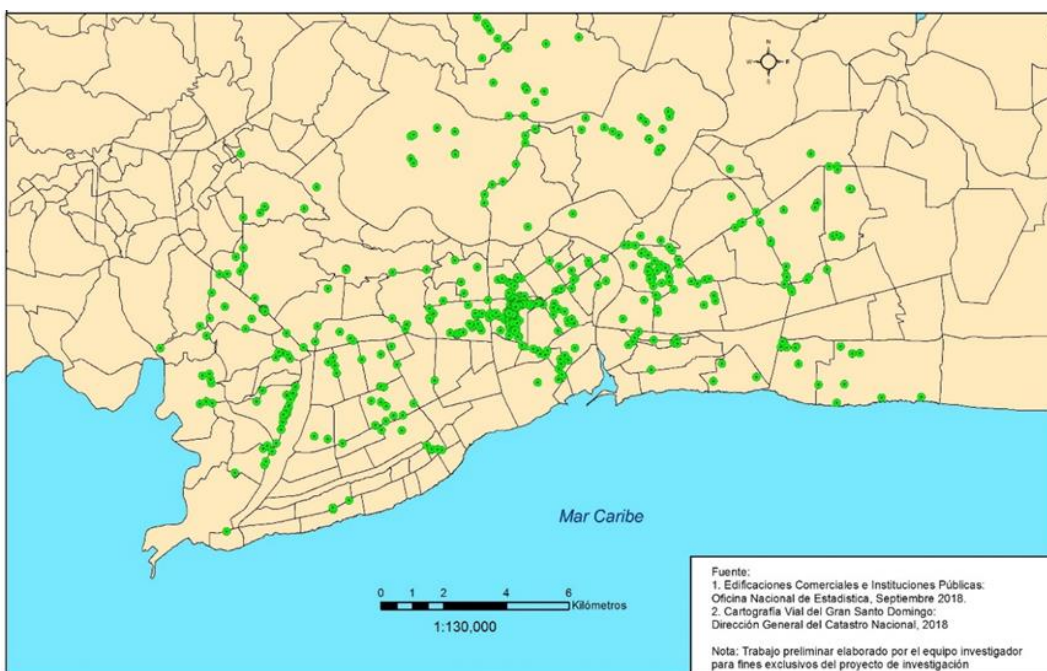 N
W
E
S
Mar Caribe
0 1 2 4 6
Kilómetros
1:130,000
Fuente:
1. Edificaciones Comerciales e Instituciones Públicas:
Oficina Nacional de Estadistica, Septiembre 2018.
2. Cartografía Vial del Gran Santo Domingo:
Dirección General del Catastro Nacional, 2018
Nota: Trabajo preliminar elaborado por el equipo investigador
para fines exclusivos del proyecto de investigación